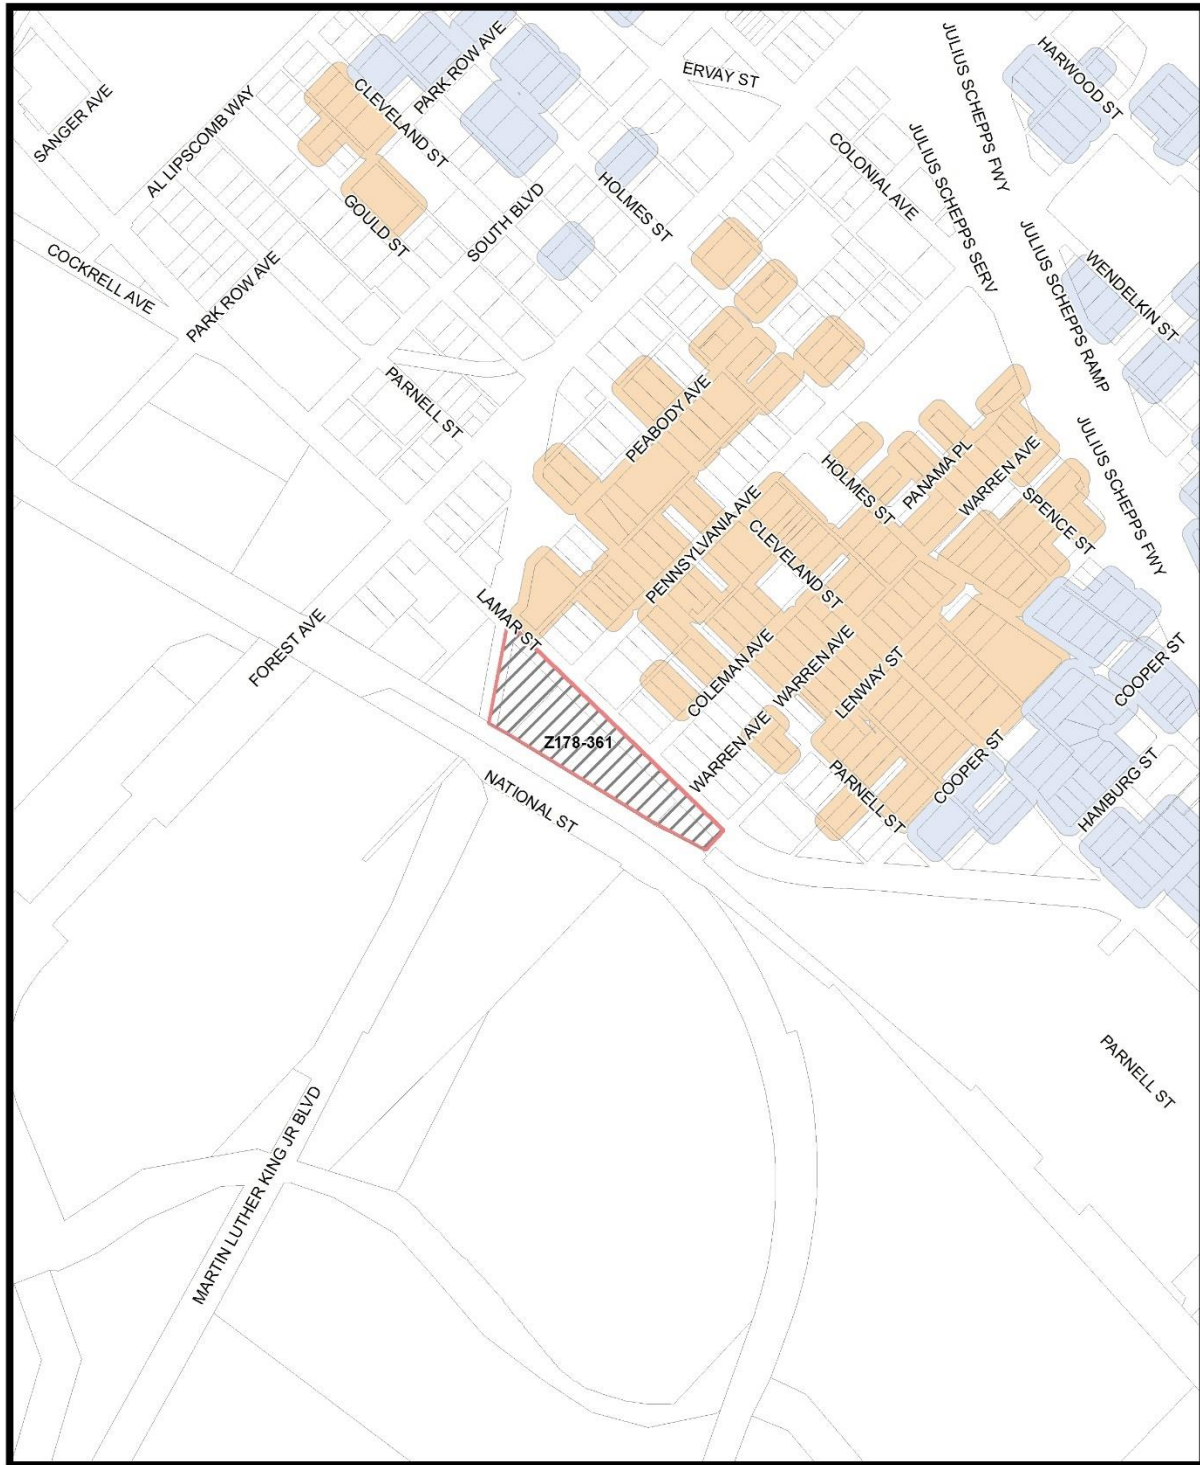 PARK ROW AVE
HARWOOD ST
ERVAY ST
JULIUS SCHEPPS FWY
SANGER AVE
AL LIPSCOMB WAY
CLEVELAND ST
COLONIAL AVE
JULIUS SCHEPPS SERV
GOULD ST
SOUTH BLVD
HOLMES ST
COCKRELL AVE
PARK ROW AVE
JULIUS SCHEPPS RAMP
WENDELKIN ST
PARNELL ST
PEABODY AVE
HOLMES ST
PANAMA PL
WARREN AVE
JULIUS SCHEPPS FWY
SPENCE ST
PENNSYLVANIA AVE
CLEVELAND ST
LAMAR ST
FOREST AVE
COLEMAN AVE
WARREN AVE
LENWAY ST
COOPER ST
Z178-361
WARREN AVE
NATIONAL ST
PARNELL ST
COOPER ST
HAMBURG ST
PARNELL ST
MARTIN LUTHER KING JR BLVD